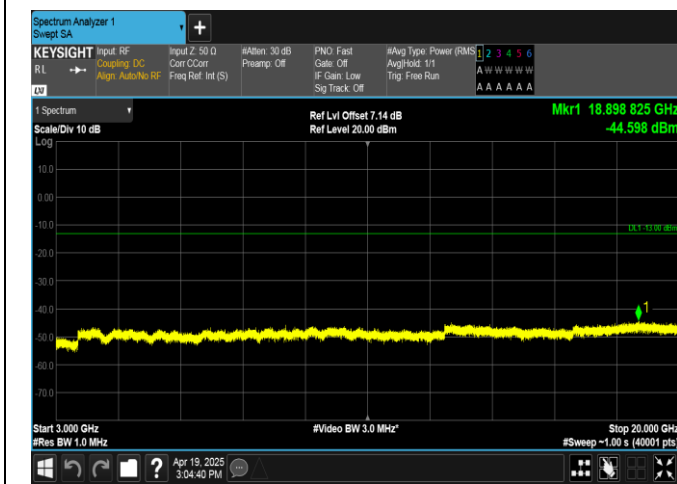 Spectrum Analyzer 1
Swept SA
+
KEYSIGHT Input: RF Input Z: 50 Ω #Atten: 30 dB PNO: Fast #Avg Type: Power (RMS 1 2 3 4 5 6
RL Coupling: DC Corr CCorr Preamp: Off Gate: Off Avg|Hold: 1/1 A W W W W W
Align: Auto/No RF Freq Ref: Int (S) IF Gain: Low Trig: Free Run
LXI Sig Track: Off A A A A A A
1 Spectrum Ref Lvl Offset 7.14 dB Mkr1 18.898 825 GHz
Scale/Div 10 dB Ref Level 20.00 dBm -44.598 dBm
Log
10.0
0.00
-10.0
DL1 -13.00 dBm
-20.0
-30.0
-40.0
1
-50.0
-60.0
-70.0
Start 3.000 GHz #Video BW 3.0 MHz* Stop 20.000 GHz
#Res BW 1.0 MHz #Sweep ~1.00 s (40001 pts)
? Apr 19, 2025
3:04:40 PM